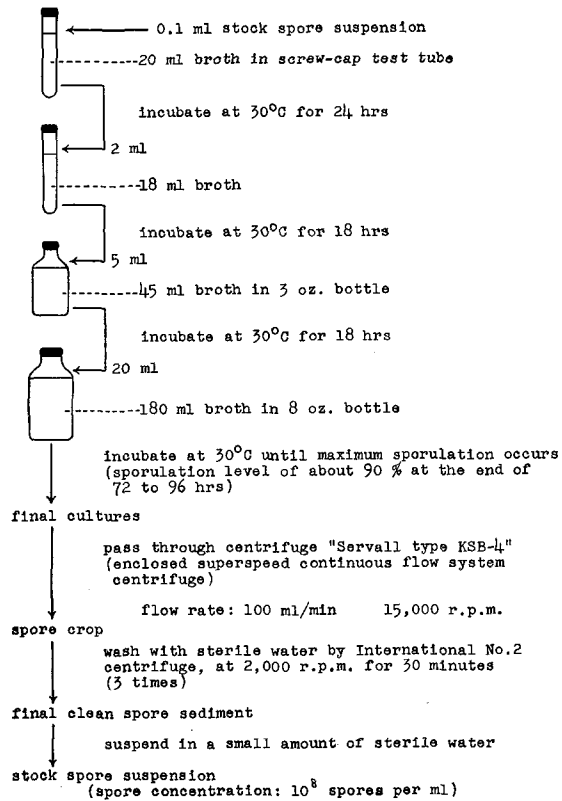 0.1 ml stock spore suspension
20 ml broth in screw-cap test tube
incubate at 30°C for 24 hrs
2 ml
18 ml broth
incubate at 30°C for 18 hrs
5 ml
45 ml broth in 3 oz. bottle
incubate at 30°C for 18 hrs
20 ml
180 ml broth in 8 oz. bottle
incubate at 30°C until maximum sporulation occurs
(sporulation level of about 90 % at the end of
72 to 96 hrs)
final cultures
pass through centrifuge "Servall type KSB-4"
(enclosed superspeed continuous flow system
centrifuge)
flow rate: 100 ml/min 15,000 r.p.m.
spore crop
wash with sterile water by International No.2
centrifuge, at 2,000 r.p.m. for 30 minutes
(3 times)
final clean spore sediment
suspend in a small amount of sterile water
stock spore suspension
(spore concentration: 10⁸ spores per ml)